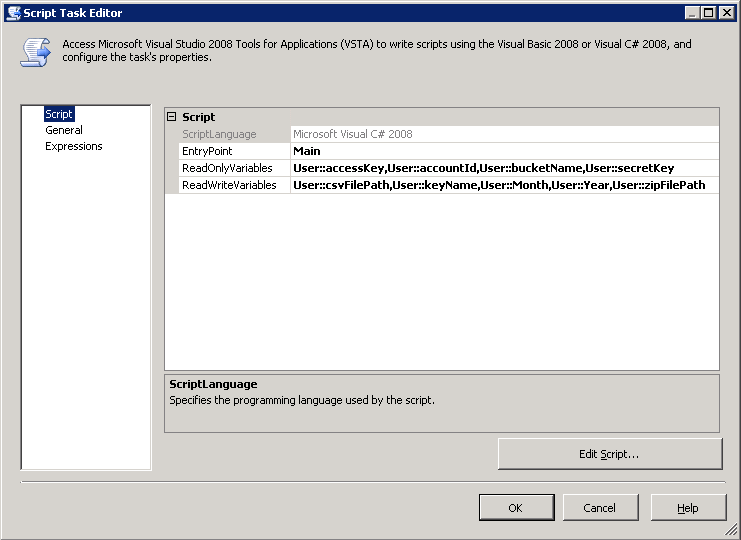 Script Task Editor
Access Microsoft Visual Studio 2008 Tools for Applications (VSTA) to write scripts using the Visual Basic 2008 or Visual C# 2008, and
configure the task's properties.
Script
General
Expressions
Script
ScriptLanguage Microsoft Visual C# 2008
EntryPoint Main
ReadOnlyVariables User::accessKey,User::accountId,User::bucketName,User::secretKey
ReadWriteVariables User::csvFilePath,User::keyName,User::Month,User::Year,User::zipFilePath
ScriptLanguage
Specifies the programming language used by the script.
Edit Script...
OK Cancel Help